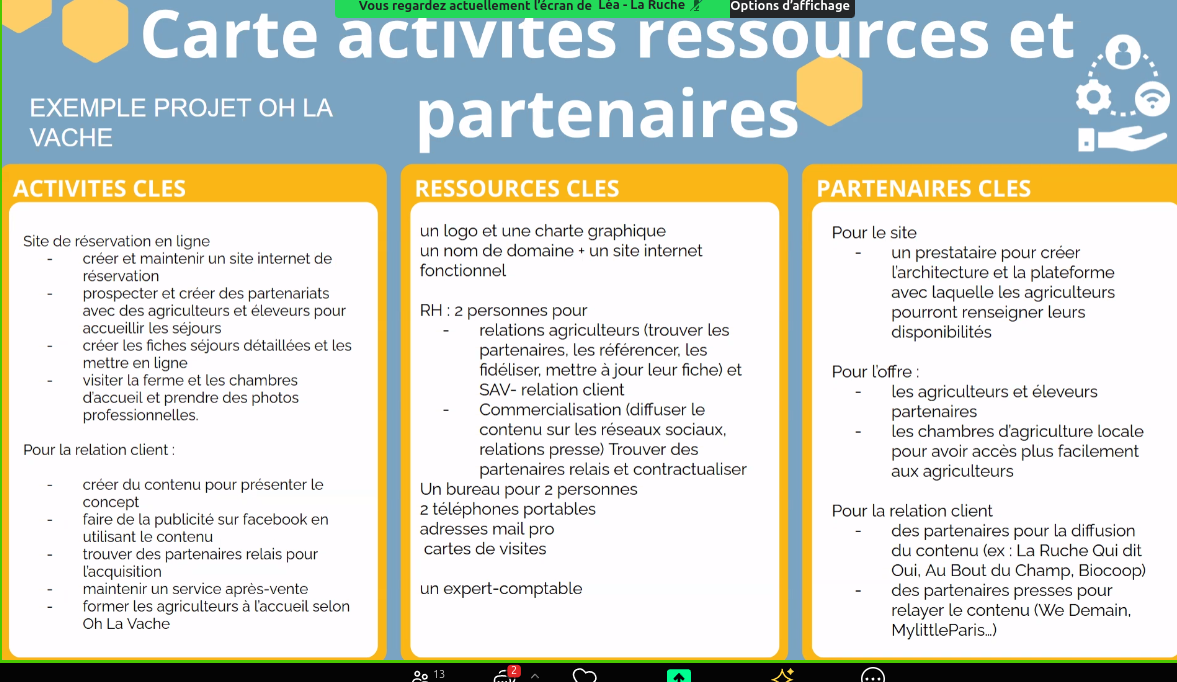 Vous regardez actuellement l'écran de Léa - La Ruche
Options d'affichage
Carte activités ressources et
partenaires
EXEMPLE PROJET OH LA
VACHE
ACTIVITES CLES
Site de réservation en ligne
- créer et maintenir un site internet de
réservation
- prospecter et créer des partenariats
avec des agriculteurs et éleveurs pour
accueillir les séjours
- créer les fiches séjours détaillées et les
mettre en ligne
- visiter la ferme et les chambres
d'accueil et prendre des photos
professionnelles.
Pour la relation client :
- créer du contenu pour présenter le
concept
- faire de la publicité sur facebook en
utilisant le contenu
- trouver des partenaires relais pour
l'acquisition
- maintenir un service après-vente
- former les agriculteurs à l'accueil selon
Oh La Vache
RESSOURCES CLES
un logo et une charte graphique
un nom de domaine + un site internet
fonctionnel
RH : 2 personnes pour
- relations agriculteurs (trouver les
partenaires, les référencer, les
fidéliser, mettre à jour leur fiche) et
SAV- relation client
- Commercialisation (diffuser le
contenu sur les réseaux sociaux,
relations presse) Trouver des
partenaires relais et contractualiser
Un bureau pour 2 personnes
2 téléphones portables
adresses mail pro
cartes de visites
un expert-comptable
PARTENAIRES CLES
Pour le site
- un prestataire pour créer
l'architecture et la plateforme
avec laquelle les agriculteurs
pourront renseigner leurs
disponibilités
Pour l'offre :
- les agriculteurs et éleveurs
partenaires
- les chambres d'agriculture locale
pour avoir accès plus facilement
aux agriculteurs
Pour la relation client
- des partenaires pour la diffusion
du contenu (ex : La Ruche Qui dit
Oui, Au Bout du Champ, Biocoop)
- des partenaires presses pour
relayer le contenu (We Demain,
MylittleParis...)
13
2